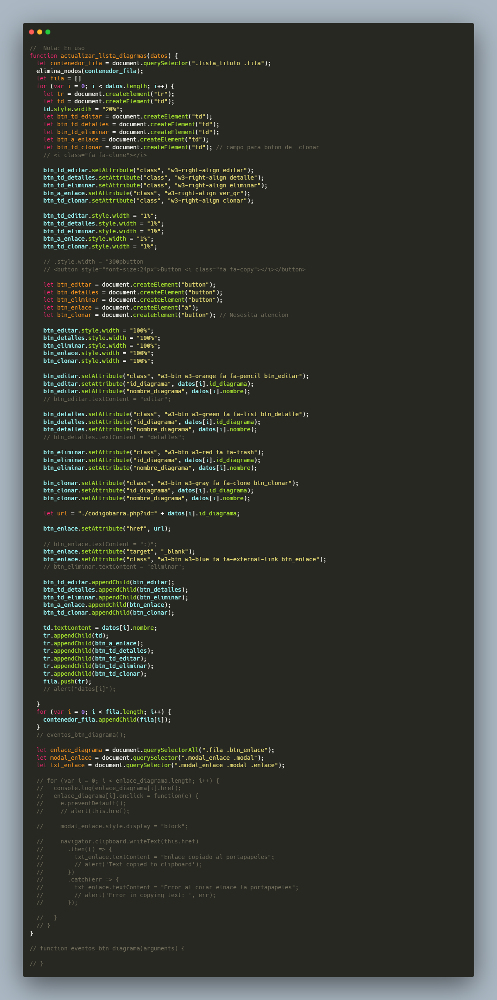 //  Nota: En uso
function actualizar_lista_diagrmas(datos) {
  let contenedor_fila = document.querySelector(".lista_titulo .fila");
  elimina_nodos(contenedor_fila);
  let fila = []
  for (var i = 0; i < datos.length; i++) {
    let tr = document.createElement("tr");
    let td = document.createElement("td");
    td.style.width = "20%";
    let btn_td_editar = document.createElement("td");
    let btn_td_detalles = document.createElement("td");
    let btn_td_eliminar = document.createElement("td");
    let btn_a_enlace = document.createElement("td");
    let btn_td_clonar = document.createElement("td"); // campo para boton de  clonar
    // <i class="fa fa-clone"></i>

    btn_td_editar.setAttribute("class", "w3-right-align editar");
    btn_td_detalles.setAttribute("class", "w3-right-align detalle");
    btn_td_eliminar.setAttribute("class", "w3-right-align eliminar");
    btn_a_enlace.setAttribute("class", "w3-right-align ver_qr");
    btn_td_clonar.setAttribute("class", "w3-right-align clonar");

    btn_td_editar.style.width = "1%";
    btn_td_detalles.style.width = "1%";
    btn_td_eliminar.style.width = "1%";
    btn_a_enlace.style.width = "1%";
    btn_td_clonar.style.width = "1%";

    // .style.width = "300pbutton
    // <button style="font-size:24px">Button <i class="fa fa-copy"></i></button>

    let btn_editar = document.createElement("button");
    let btn_detalles = document.createElement("button");
    let btn_eliminar = document.createElement("button");
    let btn_enlace = document.createElement("a");
    let btn_clonar = document.createElement("button"); // Nesesita atencion

    btn_editar.style.width = "100%";
    btn_detalles.style.width = "100%";
    btn_eliminar.style.width = "100%";
    btn_enlace.style.width = "100%";
    btn_clonar.style.width = "100%";

    btn_editar.setAttribute("class", "w3-btn w3-orange fa fa-pencil btn_editar");
    btn_editar.setAttribute("id_diagrama", datos[i].id_diagrama);
    btn_editar.setAttribute("nombre_diagrama", datos[i].nombre);
    // btn_editar.textContent = "editar";

    btn_detalles.setAttribute("class", "w3-btn w3-green fa fa-list btn_detalle");
    btn_detalles.setAttribute("id_diagrama", datos[i].id_diagrama);
    btn_detalles.setAttribute("nombre_diagrama", datos[i].nombre);
    // btn_detalles.textContent = "detalles";

    btn_eliminar.setAttribute("class", "w3-btn w3-red fa fa-trash");
    btn_eliminar.setAttribute("id_diagrama", datos[i].id_diagrama);
    btn_eliminar.setAttribute("nombre_diagrama", datos[i].nombre);

    btn_clonar.setAttribute("class", "w3-btn w3-gray fa fa-clone btn_clonar");
    btn_clonar.setAttribute("id_diagrama", datos[i].id_diagrama);
    btn_clonar.setAttribute("nombre_diagrama", datos[i].nombre);

    let url = "./codigobarra.php?id=" + datos[i].id_diagrama;

    btn_enlace.setAttribute("href", url);

    // btn_enlace.textContent = ":)";
    btn_enlace.setAttribute("target", "_blank");
    btn_enlace.setAttribute("class", "w3-btn w3-blue fa fa-external-link btn_enlace");
    // btn_eliminar.textContent = "eliminar";

    btn_td_editar.appendChild(btn_editar);
    btn_td_detalles.appendChild(btn_detalles);
    btn_td_eliminar.appendChild(btn_eliminar);
    btn_a_enlace.appendChild(btn_enlace);
    btn_td_clonar.appendChild(btn_clonar);

    td.textContent = datos[i].nombre;
    tr.appendChild(td);
    tr.appendChild(btn_a_enlace);
    tr.appendChild(btn_td_detalles);
    tr.appendChild(btn_td_editar);
    tr.appendChild(btn_td_eliminar);
    tr.appendChild(btn_td_clonar);
    fila.push(tr);
    // alert("datos[i]");

  }
  for (var i = 0; i < fila.length; i++) {
    contenedor_fila.appendChild(fila[i]);
  }
  // eventos_btn_diagrama();

  let enlace_diagrama = document.querySelectorAll(".fila .btn_enlace");
  let modal_enlace = document.querySelector(".modal_enlace .modal");
  let txt_enlace = document.querySelector(".modal_enlace .modal .enlace");

  // for (var i = 0; i < enlace_diagrama.length; i++) {
  //   console.log(enlace_diagrama[i].href);
  //   enlace_diagrama[i].onclick = function(e) {
  //     e.preventDefault();
  //     // alert(this.href);

  //     modal_enlace.style.display = "block";

  //     navigator.clipboard.writeText(this.href)
  //       .then(() => {
  //         txt_enlace.textContent = "Enlace copiado al portapapeles";
  //         // alert('Text copied to clipboard');
  //       })
  //       .catch(err => {
  //         txt_enlace.textContent = "Error al coiar elnace la portapapeles";
  //         // alert('Error in copying text: ', err);
  //       });

  //   }
  // }
}

// function eventos_btn_diagrama(arguments) {

// }